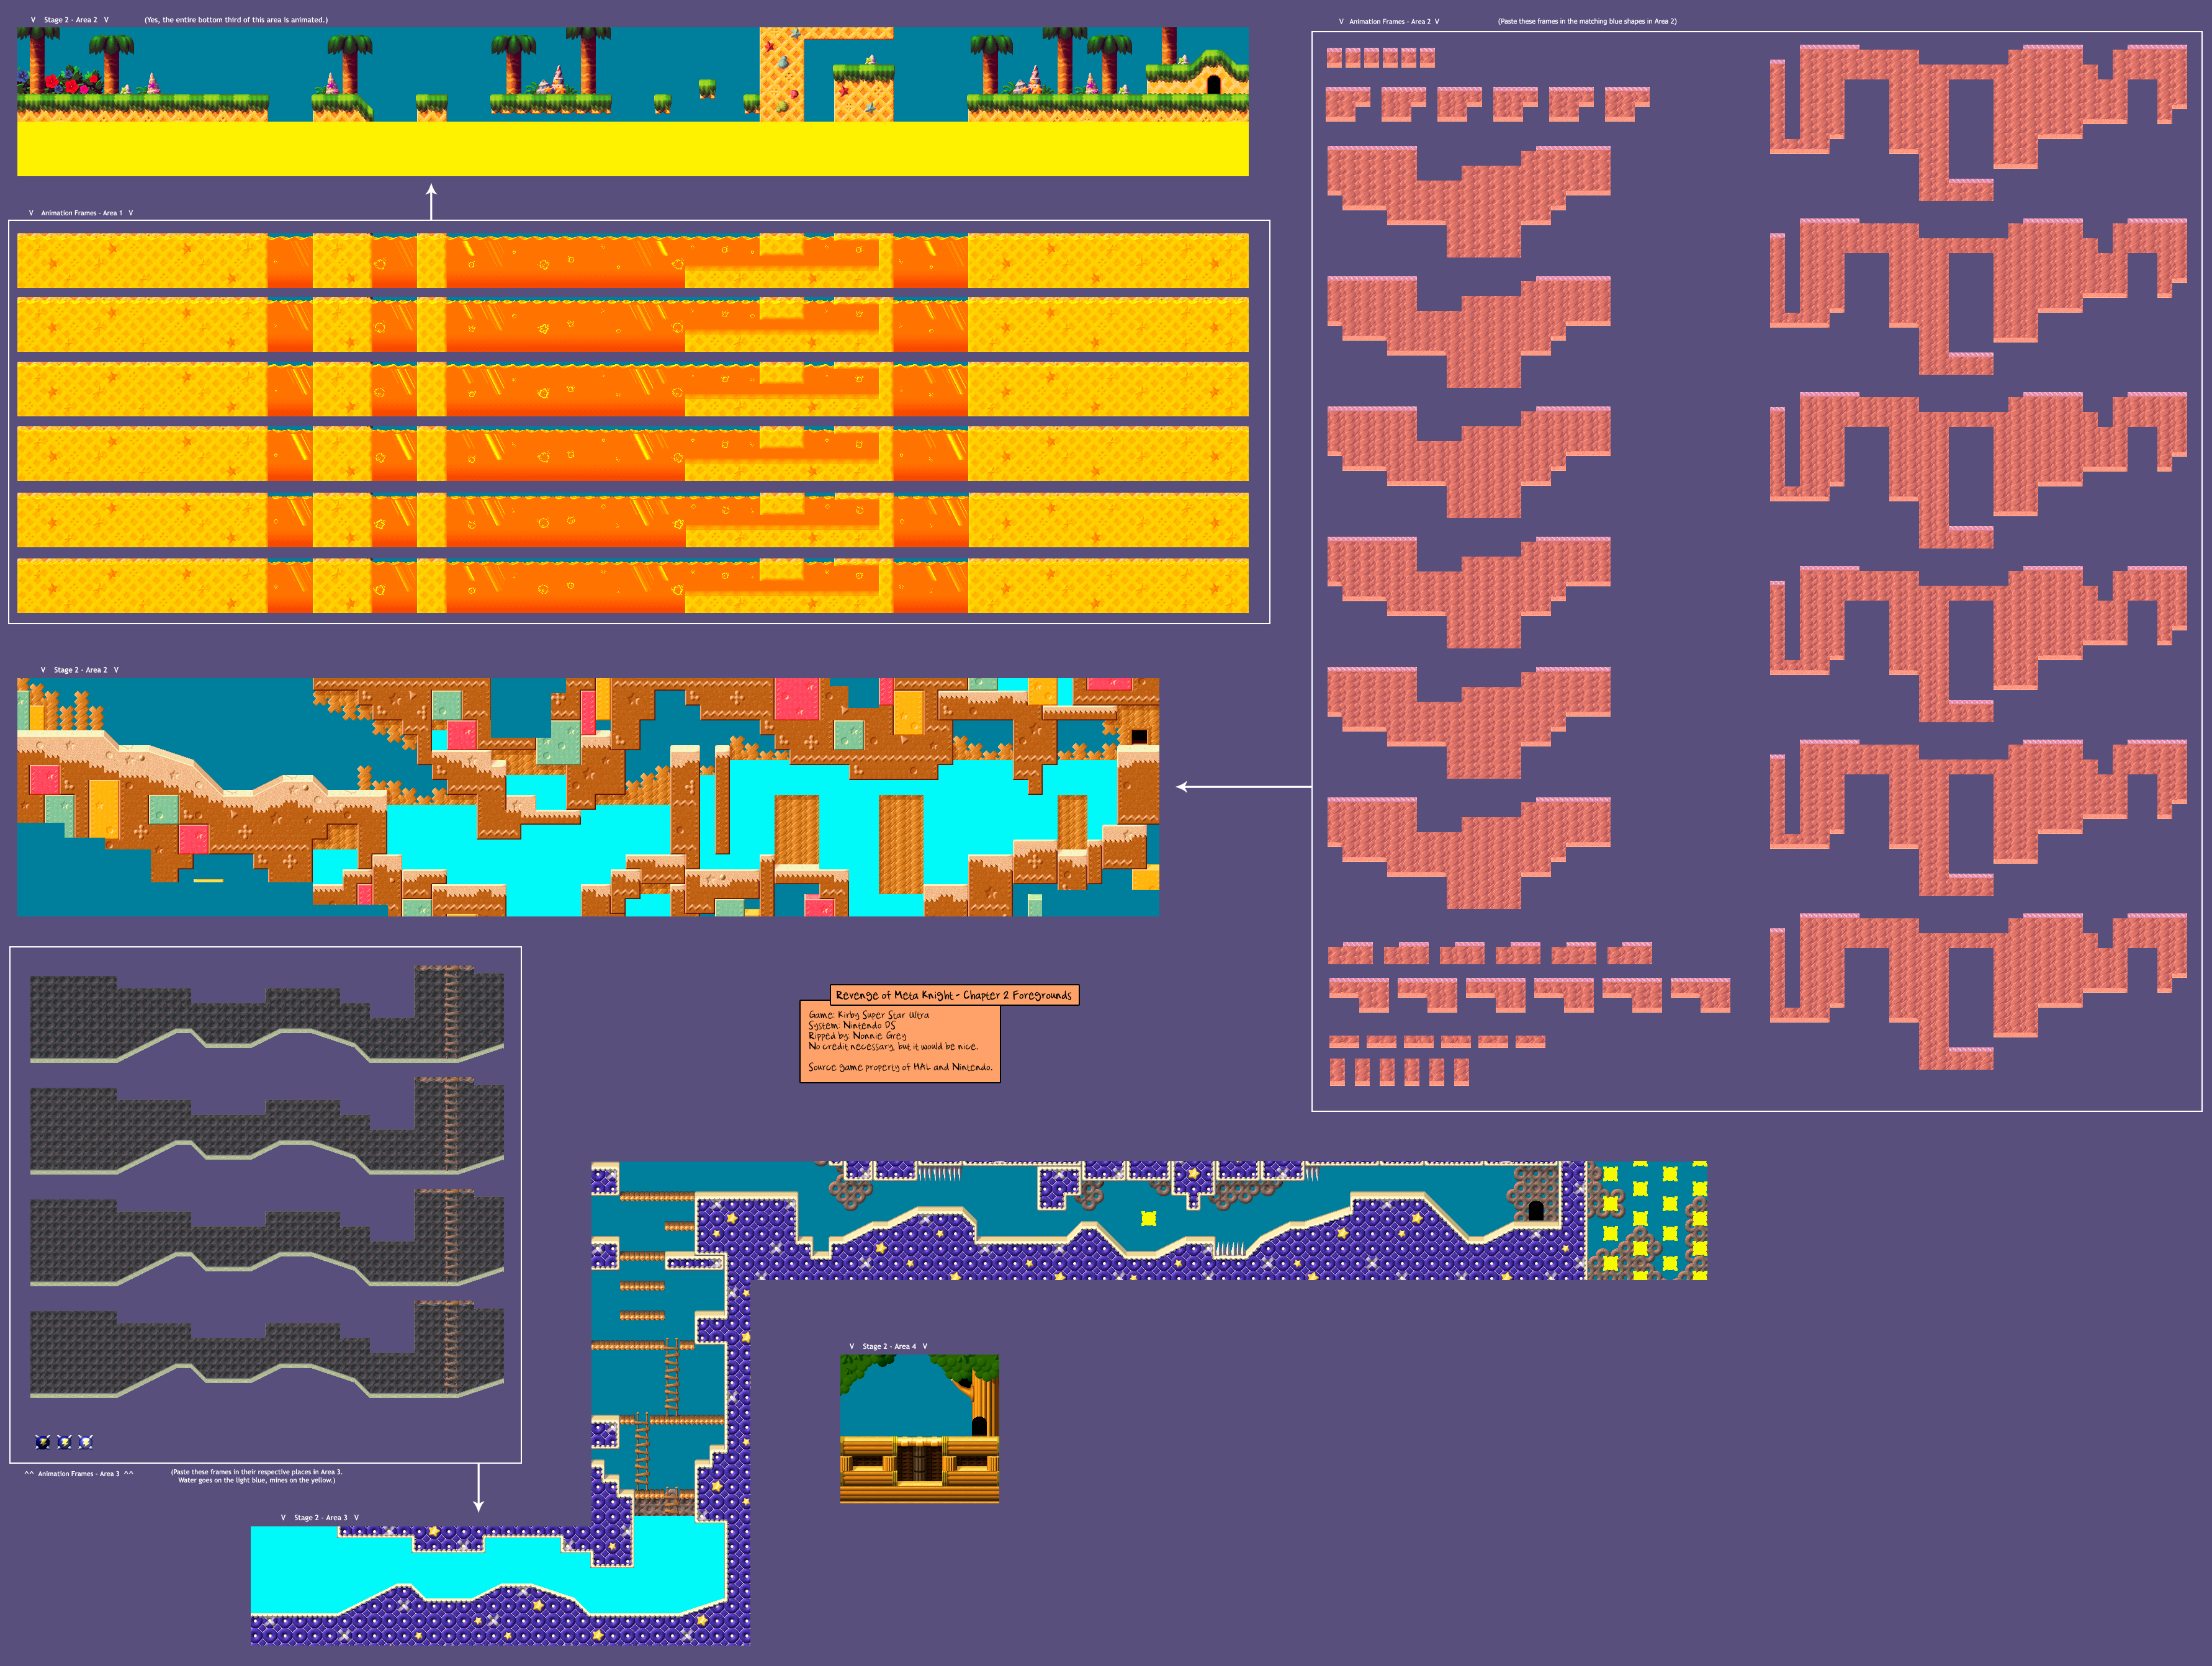 V Stage 2 - Area 2 V (Yes, the entire bottom third of this area is animated.)
V Animation Frames - Area 2 V (Paste these frames in the matching blue shapes in Area 2)
V Animation Frames - Area 1 V
V Stage 2 - Area 2 V
Revenge of Meta Knight - Chapter 2 Foregrounds
Game: Kirby Super Star Ultra
System: Nintendo DS
Ripped by: Nonnie Grey
No credit necessary, but it would be nice.
Source game property of HAL and Nintendo.
V Stage 2 - Area 4 V
^^ Animation Frames - Area 3 ^^ (Paste these frames in their respective places in Area 3.
Water goes on the light blue, mines on the yellow.)
V Stage 2 - Area 3 V